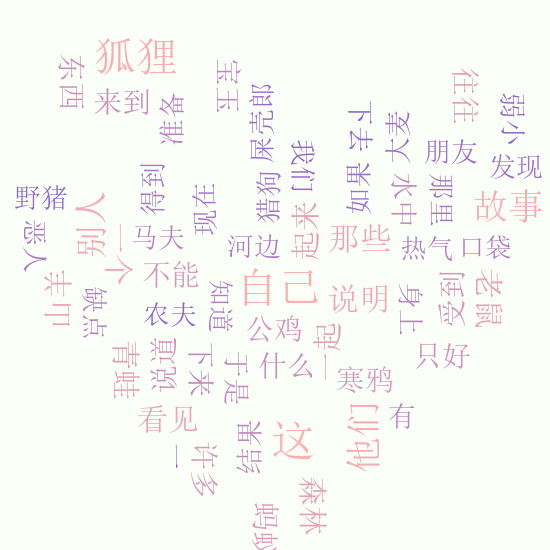 狐狸
东西
来到
准备
宝玉
屎壳郎
往往
弱小
下去
大麦
朋友
发现
我们
如果
水中
那里
野猪
得到
现在
猎狗
故事
别人
恶人
一个
马夫
河边
起来
那些
热气
口袋
山羊
缺点
不能
自己
说明
身上
受到
老鼠
农夫
知道
公鸡
一起
只好
青蛙
说道
下来
于是
什么
寒鸦
看见
许多
一
结果
这
他们
有
森林
蚂蚁